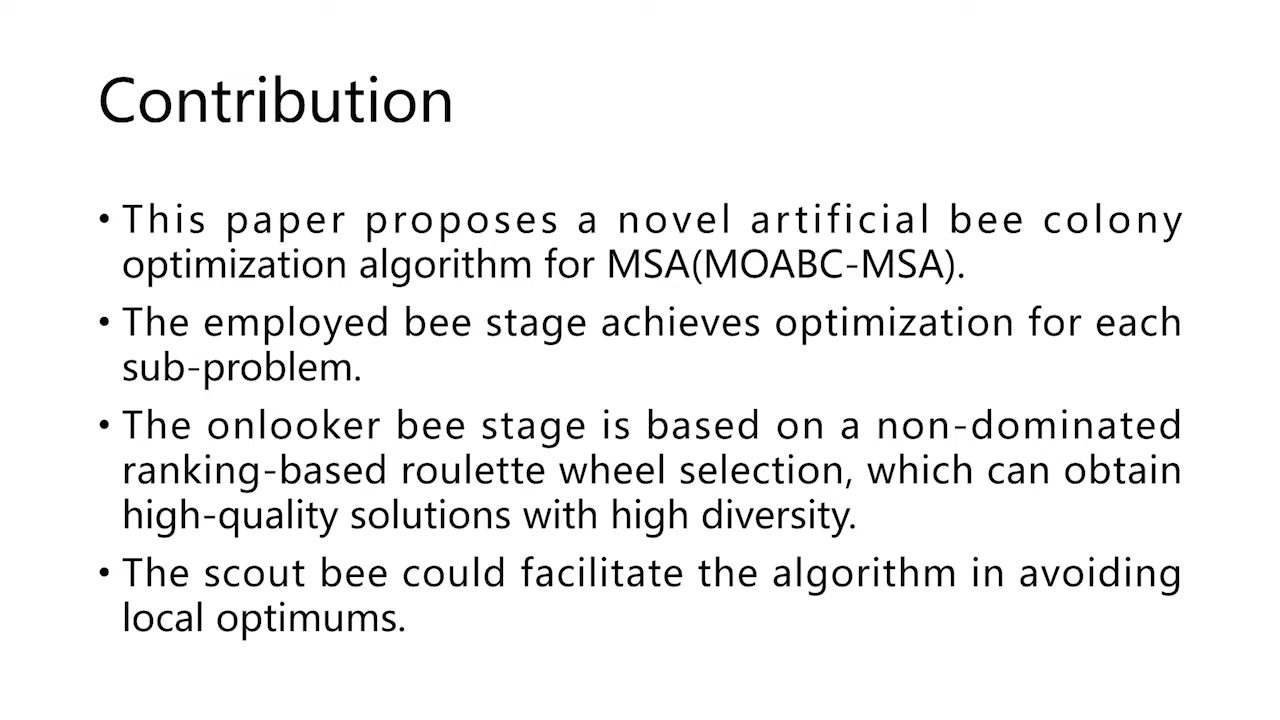 Contribution
• This paper proposes a novel artificial bee colony
optimization algorithm for MSA(MOABC-MSA).
• The employed bee stage achieves optimization for each
sub-problem.
• The onlooker bee stage is based on a non-dominated
ranking-based roulette wheel selection, which can obtain
high-quality solutions with high diversity.
• The scout bee could facilitate the algorithm in avoiding
local optimums.